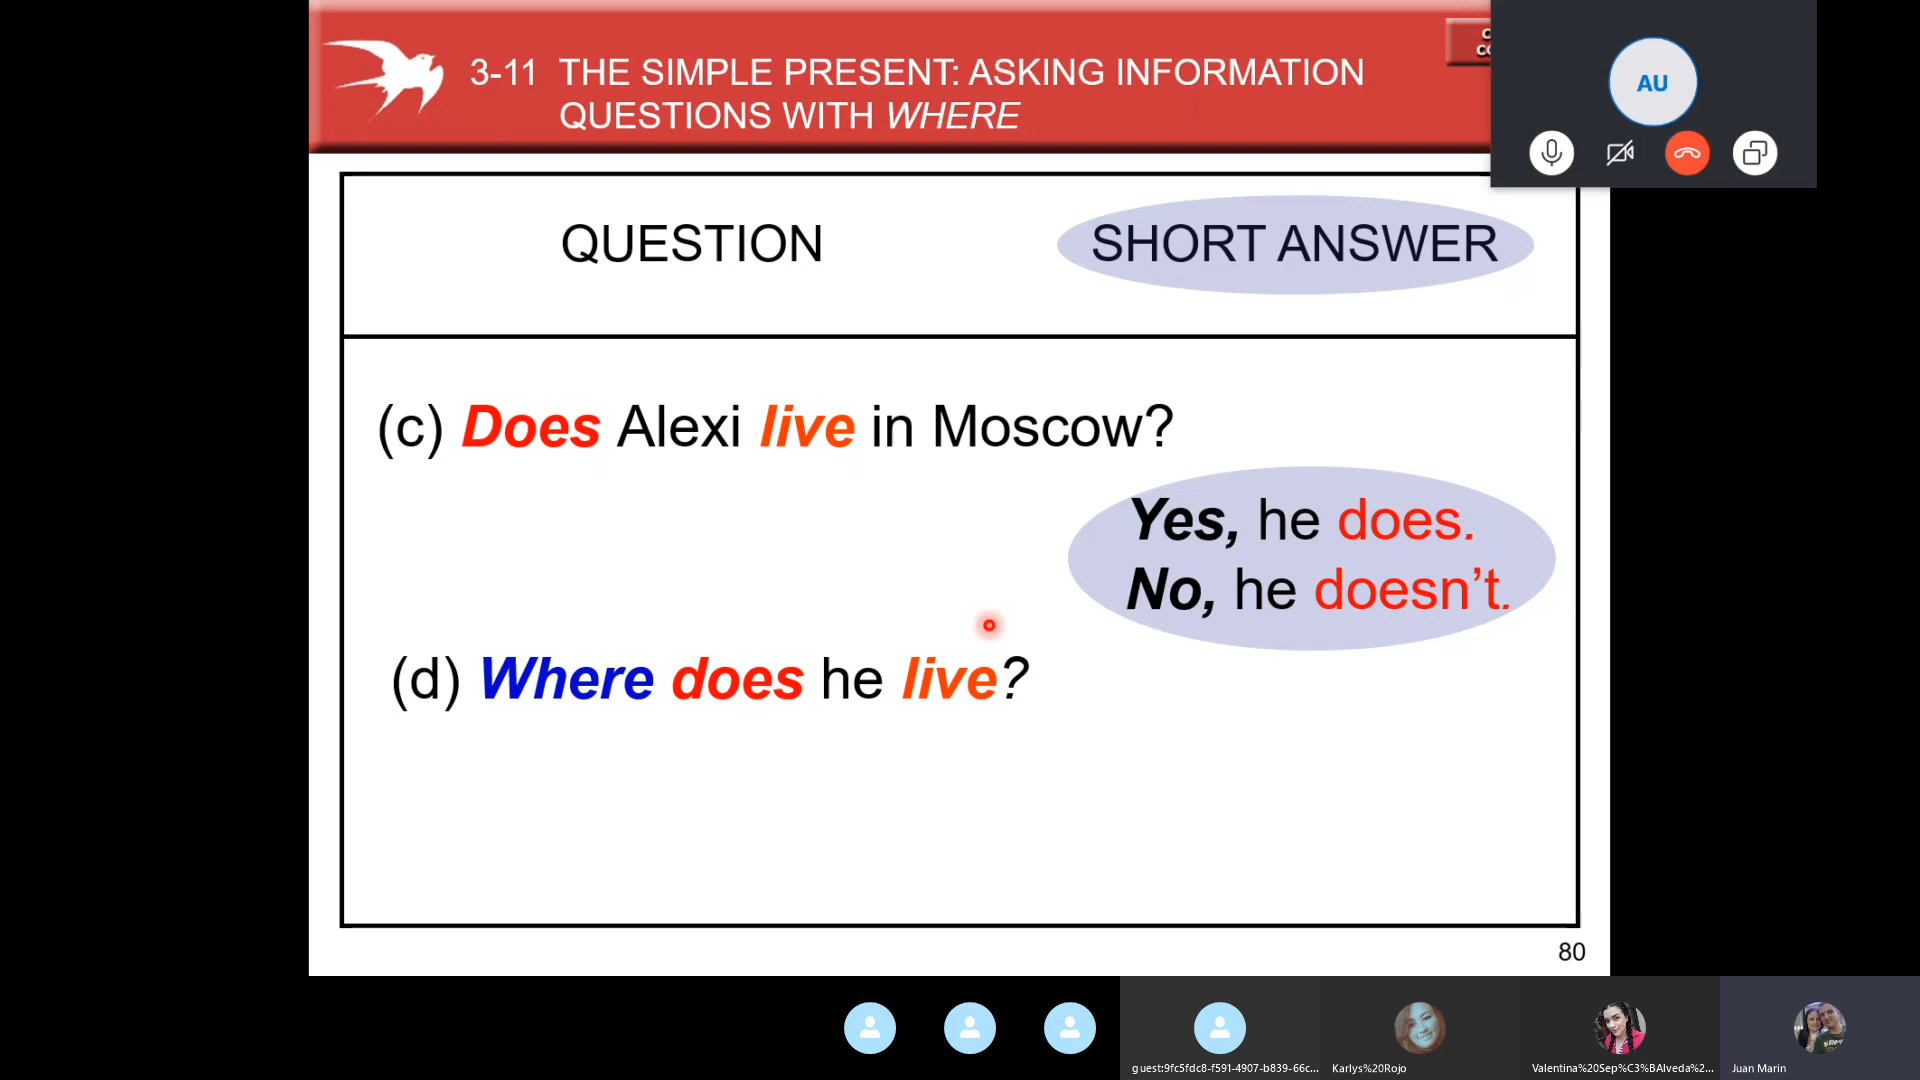 3-11 THE SIMPLE PRESENT: ASKING INFORMATION
QUESTIONS WITH WHERE
AU
QUESTION
SHORT ANSWER
(c) Does Alexi live in Moscow?
Yes, he does.
No, he doesn't.
(d) Where does he live?
80
guest:9fc5fdc8-f591-4907-b839-66c...
Karlys%20Rojo
Valentina%20Sep%C3%BAlveda%2...
Juan Marin